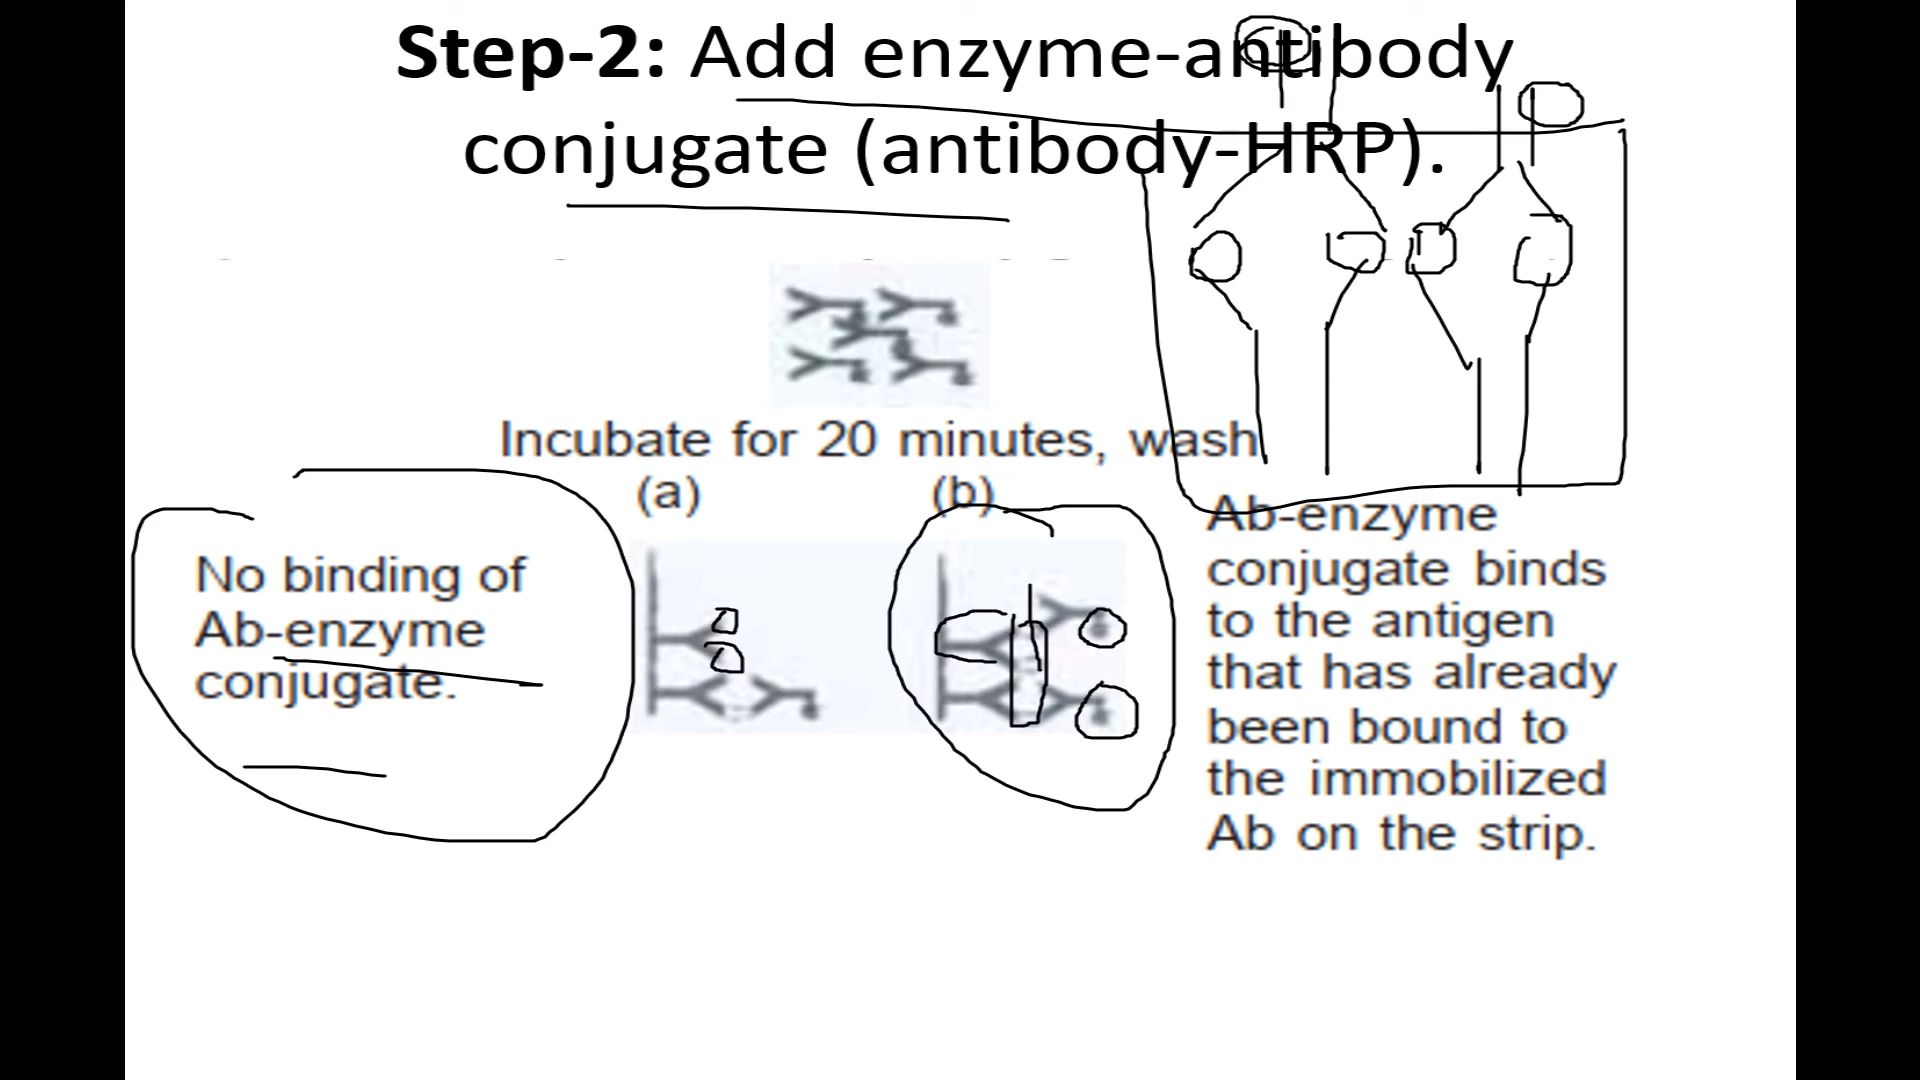 Step-2: Add enzyme-antibody
conjugate (antibody-HRP).
Incubate for 20 minutes, wash
(a)
(b)
No binding of
Ab-enzyme
conjugate.
Ab-enzyme
conjugate binds
to the antigen
that has already
been bound to
the immobilized
Ab on the strip.